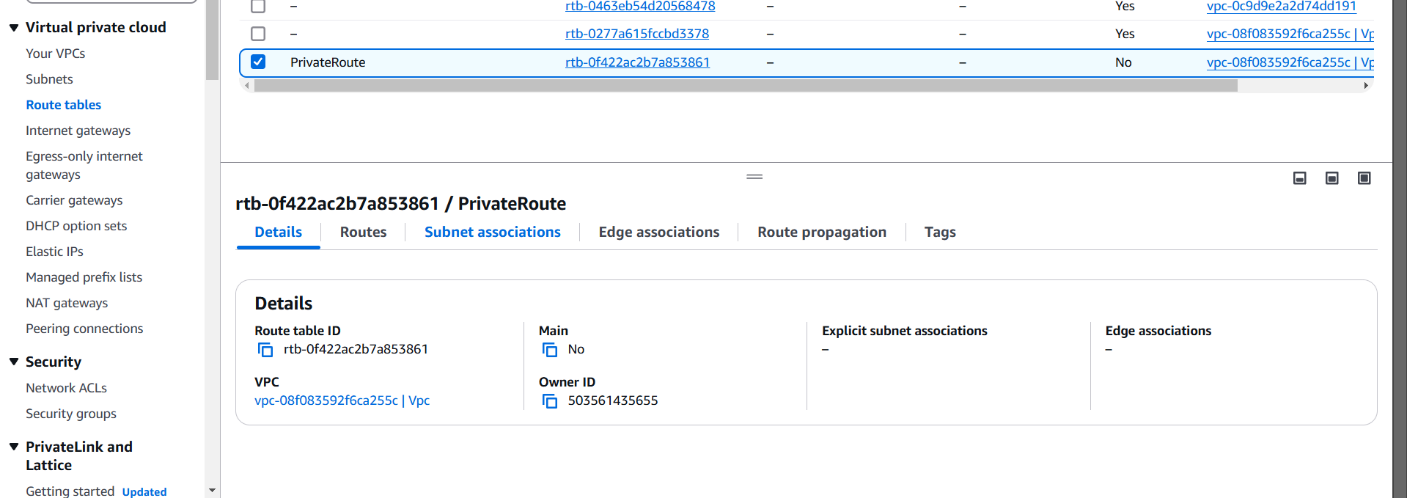 Virtual private cloud
Your VPCs
Subnets
Route tables
Internet gateways
Egress-only internet
gateways
Carrier gateways
DHCP option sets
Elastic IPs
Managed prefix lists
NAT gateways
Peering connections
Security
Network ACLs
Security groups
PrivateLink and
Lattice
Getting started Updated
– rtb-0463eb54d20568478 – – Yes vpc-0c9d9e2a2d74dd191
– rtb-0277a615fccbd3378 – – Yes vpc-08f083592f6ca255c | Vp
PrivateRoute rtb-0f422ac2b7a853861 – – No vpc-08f083592f6ca255c | Vp
rtb-0f422ac2b7a853861 / PrivateRoute
Details Routes Subnet associations Edge associations Route propagation Tags
Details
Route table ID
rtb-0f422ac2b7a853861
Main
No
Explicit subnet associations
–
Edge associations
–
VPC
vpc-08f083592f6ca255c | Vpc
Owner ID
503561435655